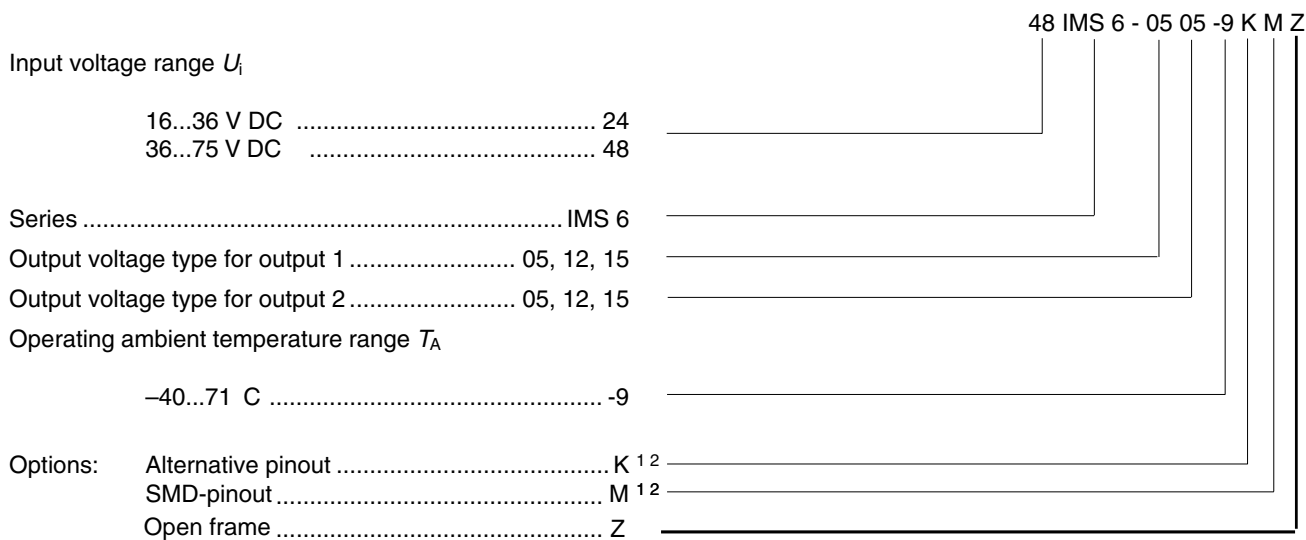 48 IMS 6 - 05 05 -9 K M Z
Input voltage range Ui
16...36 V DC ............................................. 24
36...75 V DC ........................................... 48
Series ........................................................................ IMS 6
Output voltage type for output 1 ......................... 05, 12, 15
Output voltage type for output 2 ......................... 05, 12, 15
Operating ambient temperature range TA
–40...71 C .................................................. -9
Options: Alternative pinout ......................................... K 1 2
SMD-pinout ................................................. M 1 2
Open frame ................................................. Z